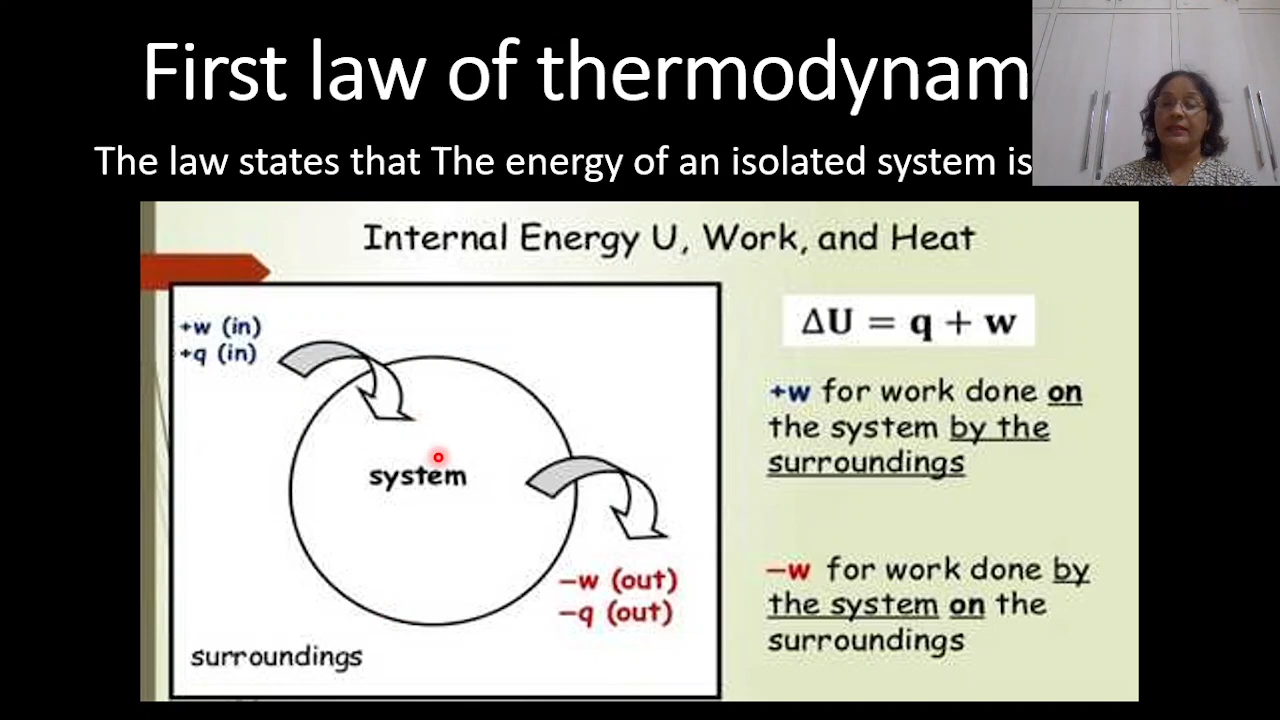 First law of thermodynam
The law states that The energy of an isolated system is
Internal Energy U, Work, and Heat
+w (in)
+q (in)
system
−w (out)
−q (out)
surroundings
ΔU = q + w
+w for work done on
the system by the
surroundings
−w for work done by
the system on the
surroundings